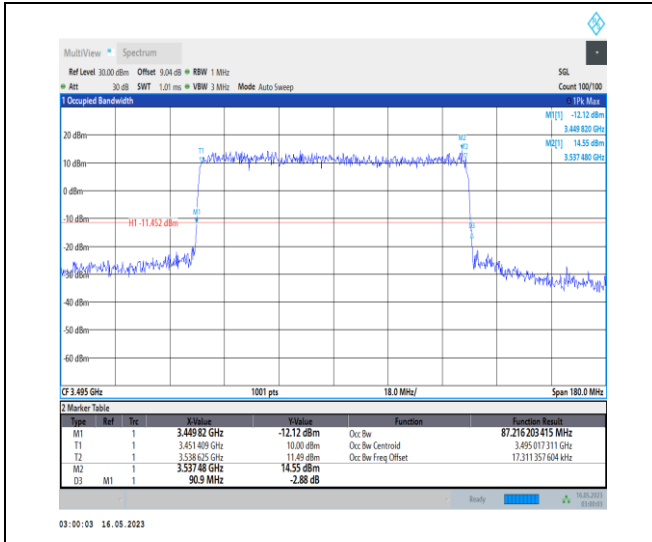 MultiView Spectrum
Ref Level 30.00 dBm Offset 9.04 dB RBW 1 MHz SGL
Att 30 dB SWT 1.01 ms VBW 3 MHz Mode Auto Sweep Count 100/100
1 Occupied Bandwidth 1Pk Max
M1[1] -12.12 dBm
3.449 820 GHz
M2[1] 14.55 dBm
3.537 480 GHz
20 dBm
M2
T1
T2
10 dBm
0 dBm
M1
-10 dBm
H1 -11.452 dBm
D3
-20 dBm
-30 dBm
-40 dBm
-50 dBm
-60 dBm
CF 3.495 GHz 1001 pts 18.0 MHz/ Span 180.0 MHz
2 Marker Table
Type Ref Trc X-Value Y-Value Function Function Result
M1 1 3.449 82 GHz -12.12 dBm Occ Bw 87.216 203 415 MHz
T1 1 3.451 409 GHz 10.00 dBm Occ Bw Centroid 3.495 017 311 GHz
T2 1 3.538 625 GHz 11.49 dBm Occ Bw Freq Offset 17.311 357 604 kHz
M2 1 3.537 48 GHz 14.55 dBm
D3 M1 1 90.9 MHz -2.88 dB
Ready 16.05.2023
03:00:03
03:00:03 16.05.2023